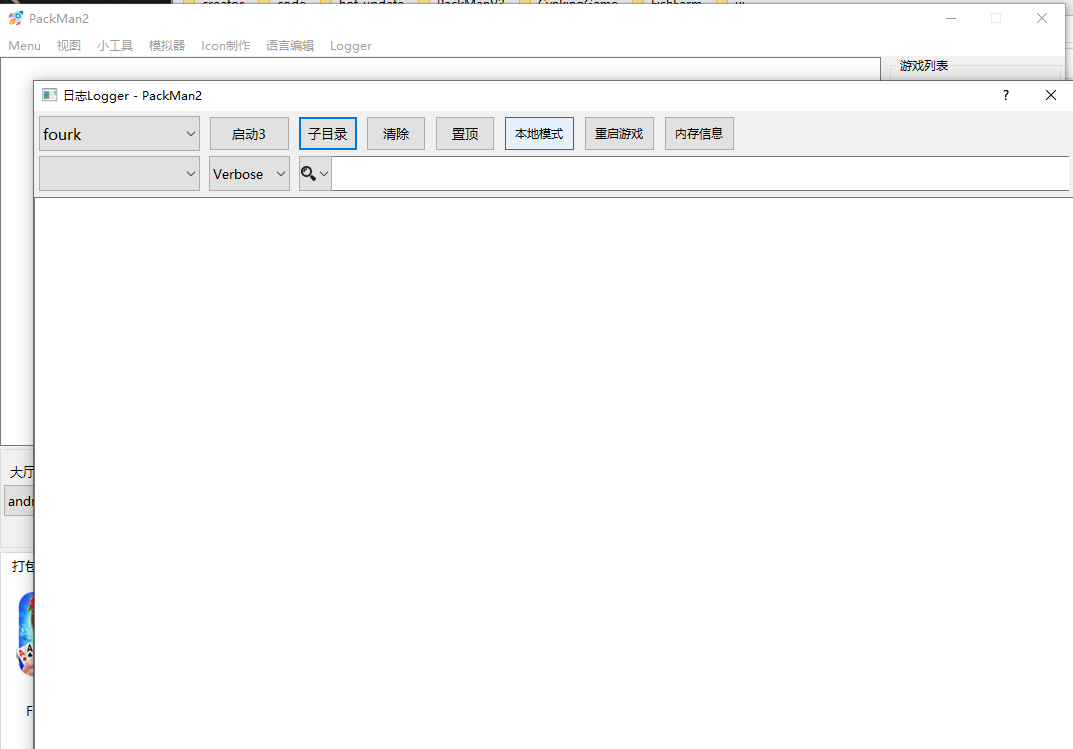 creator code hot-update PackManV3 CypkingGame FishFarm ui
PackMan2
Menu 视图 小工具 模拟器 Icon制作 语言编辑 Logger
游戏列表
日志Logger - PackMan2 ?
fourk 启动3 子目录 清除 置顶 本地模式 重启游戏 内存信息
Verbose
大厅
andr
打包
F